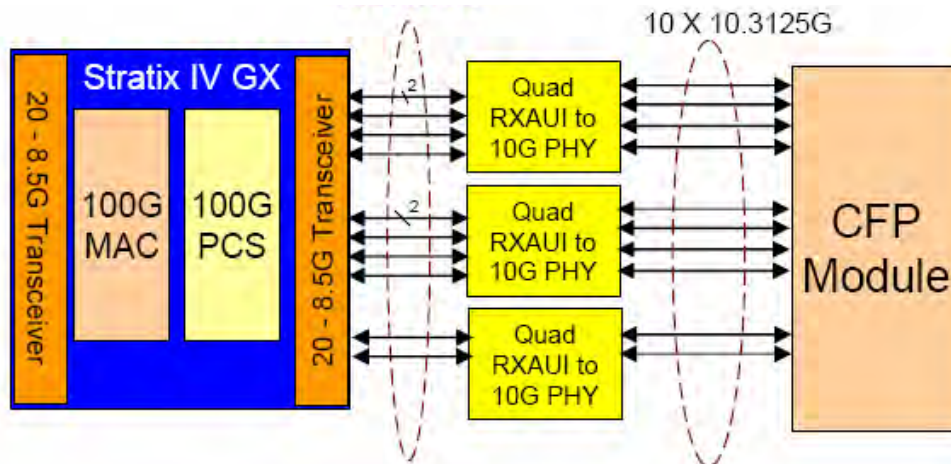 10 X 10.3125G
Stratix IV GX
20 - 8.5G Transceiver
100G
MAC
100G
PCS
20 - 8.5G Transceiver
2
2
Quad
RXAUI to
10G PHY
Quad
RXAUI to
10G PHY
Quad
RXAUI to
10G PHY
CFP
Module